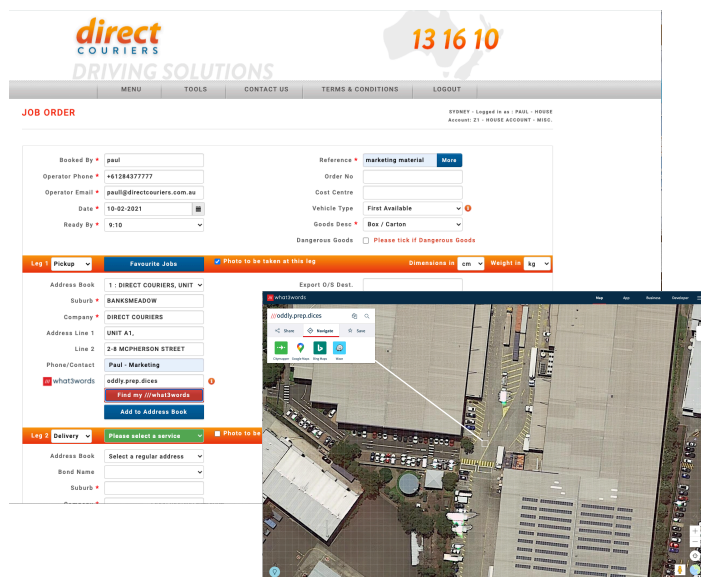 direct
COURIERS
DRIVING SOLUTIONS
13 16 10
MENU TOOLS CONTACT US TERMS & CONDITIONS LOGOUT
JOB ORDER
SYDNEY - Logged in as : PAUL - HOUSE
Account: Z1 - HOUSE ACCOUNT - MISC.
Booked By * paul
Reference * marketing material More
Operator Phone * +61284377777
Order No
Operator Email * paull@directcouriers.com.au
Cost Centre
Date * 10-02-2021
Vehicle Type First Available
Ready By * 9:10
Goods Desc * Box / Carton
Dangerous Goods Please tick if Dangerous Goods
Leg 1 Pickup Favourite Jobs Photo to be taken at this leg Dimensions in cm Weight in kg
Address Book 1 : DIRECT COURIERS, UNIT
Export O/S Dest.
Suburb * BANKSMEADOW
Company * DIRECT COURIERS
Address Line 1 UNIT A1,
Line 2 2-8 MCPHERSON STREET
Phone/Contact Paul - Marketing
/// what3words oddly.prep.dices
Find my ///what3words
Add to Address Book
Leg 2 Delivery Please select a service Photo to be
Address Book Select a regular address
Bond Name
Suburb *
Company *
/// what3words
Map App Business Developer
///oddly.prep.dices
Share Navigate Save
Citymapper Google Maps Bing Maps Waze